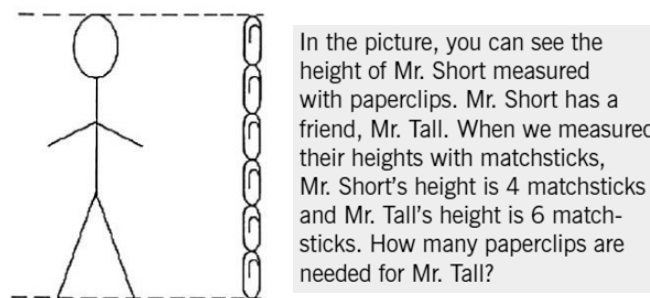 In the picture, you can see the
height of Mr. Short measured
with paperclips. Mr. Short has a
friend, Mr. Tall. When we measured
their heights with matchsticks,
Mr. Short's height is 4 matchsticks
and Mr. Tall's height is 6 match-
sticks. How many paperclips are
needed for Mr. Tall?